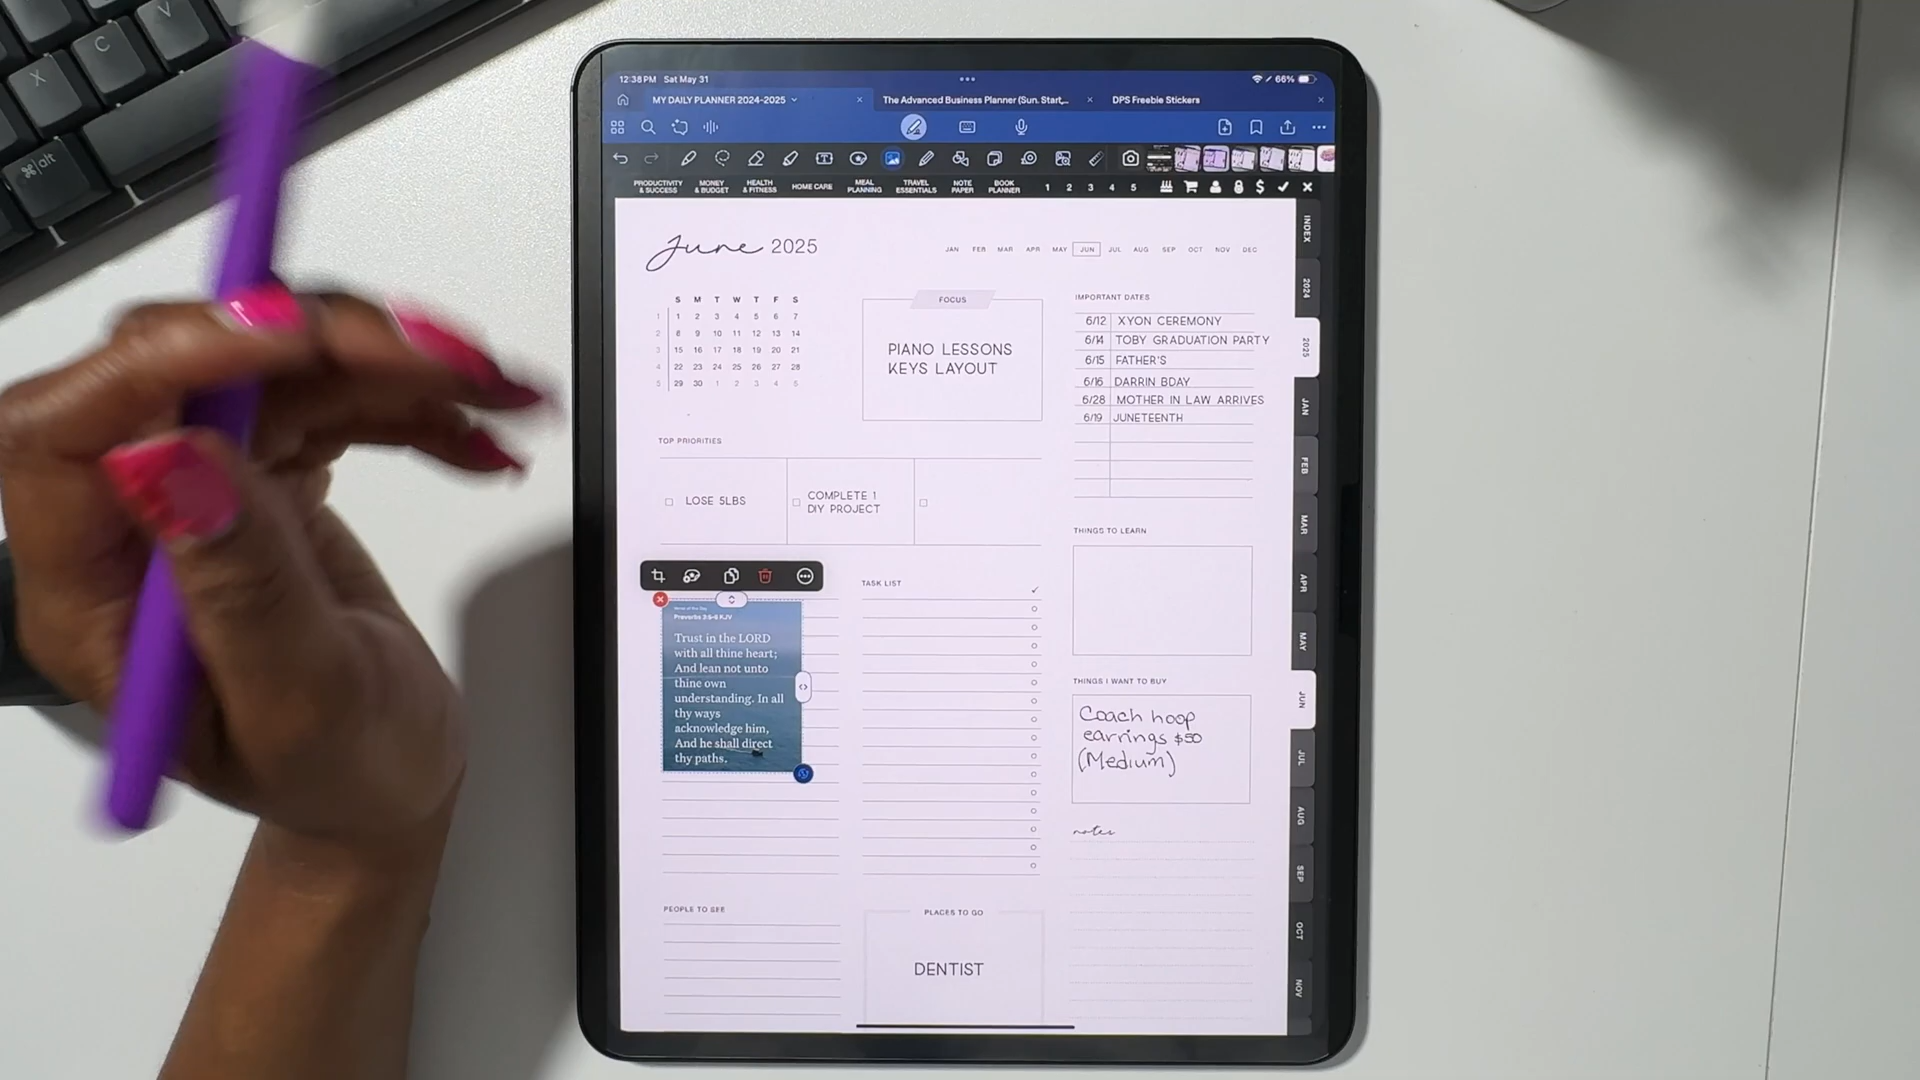 C
V
X
⌘|alt
12:38 PM Sat May 31
66%
MY DAILY PLANNER 2024-2025
The Advanced Business Planner (Sun. Start,...
DPS Freebie Stickers
PRODUCTIVITY & SUCCESS
MONEY & BUDGET
HEALTH & FITNESS
HOME CARE
MEAL PLANNING
TRAVEL ESSENTIALS
NOTE PAPER
BOOK PLANNER
1 2 3 4 5
June 2025
JAN FEB MAR APR MAY JUN JUL AUG SEP OCT NOV DEC
S M T W T F S
1 1 2 3 4 5 6 7
2 8 9 10 11 12 13 14
3 15 16 17 18 19 20 21
4 22 23 24 25 26 27 28
5 29 30 1 2 3 4 5
FOCUS
PIANO LESSONS
KEYS LAYOUT
IMPORTANT DATES
6/12 XYON CEREMONY
6/14 TOBY GRADUATION PARTY
6/15 FATHER'S
6/16 DARRIN BDAY
6/28 MOTHER IN LAW ARRIVES
6/19 JUNETEENTH
TOP PRIORITIES
LOSE 5LBS
COMPLETE 1
DIY PROJECT
Verse of the Day
Proverbs 3:5-6 KJV
Trust in the LORD
with all thine heart;
And lean not unto
thine own
understanding. In all
thy ways
acknowledge him,
And he shall direct
thy paths.
TASK LIST
THINGS TO LEARN
THINGS I WANT TO BUY
Coach hoop
earrings $50
(Medium)
notes
PEOPLE TO SEE
PLACES TO GO
DENTIST
INDEX
2024
2025
JAN
FEB
MAR
APR
MAY
JUN
JUL
AUG
SEP
OCT
NOV